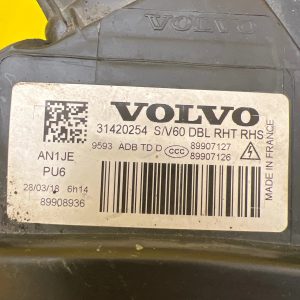 VOLVO
31420254 S/V60 DBL RHT RHS
9593 ADB TD D CCC 89907127
89907126
AN1JE
PU6
28/03/18 6h14
89908936
MADE IN FRANCE